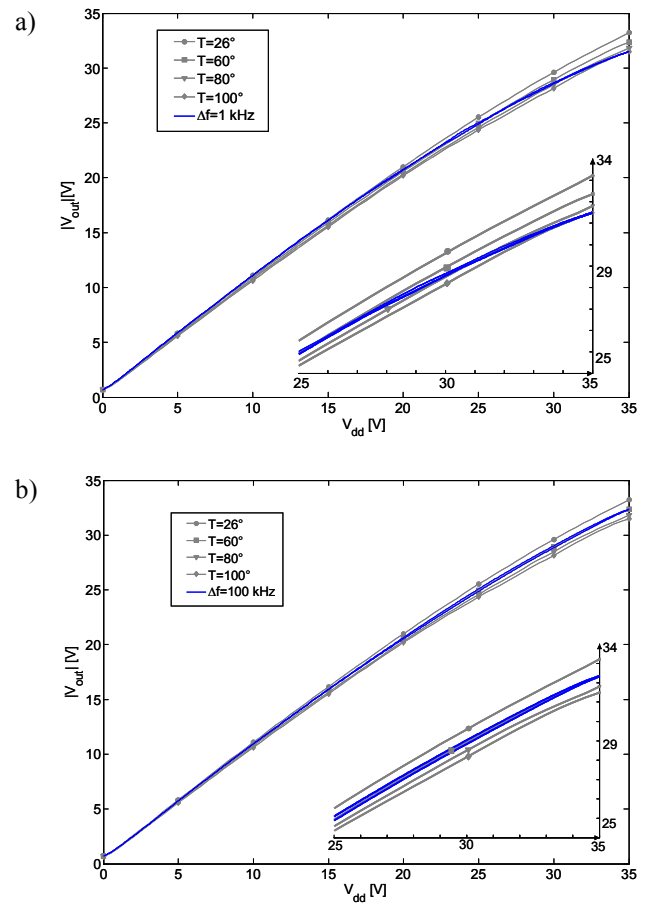 a)
35
30
25
20
15
10
5
0
|Vout| [V]
T=26°
T=60°
T=80°
T=100°
Δf=1 kHz
34
29
25
25 30 35
0 5 10 15 20 25 30 35
Vdd [V]
b)
35
30
25
20
15
10
5
0
|Vout| [V]
T=26°
T=60°
T=80°
T=100°
Δf=100 kHz
34
29
25
25 30 35
0 5 10 15 20 25 30 35
Vdd [V]